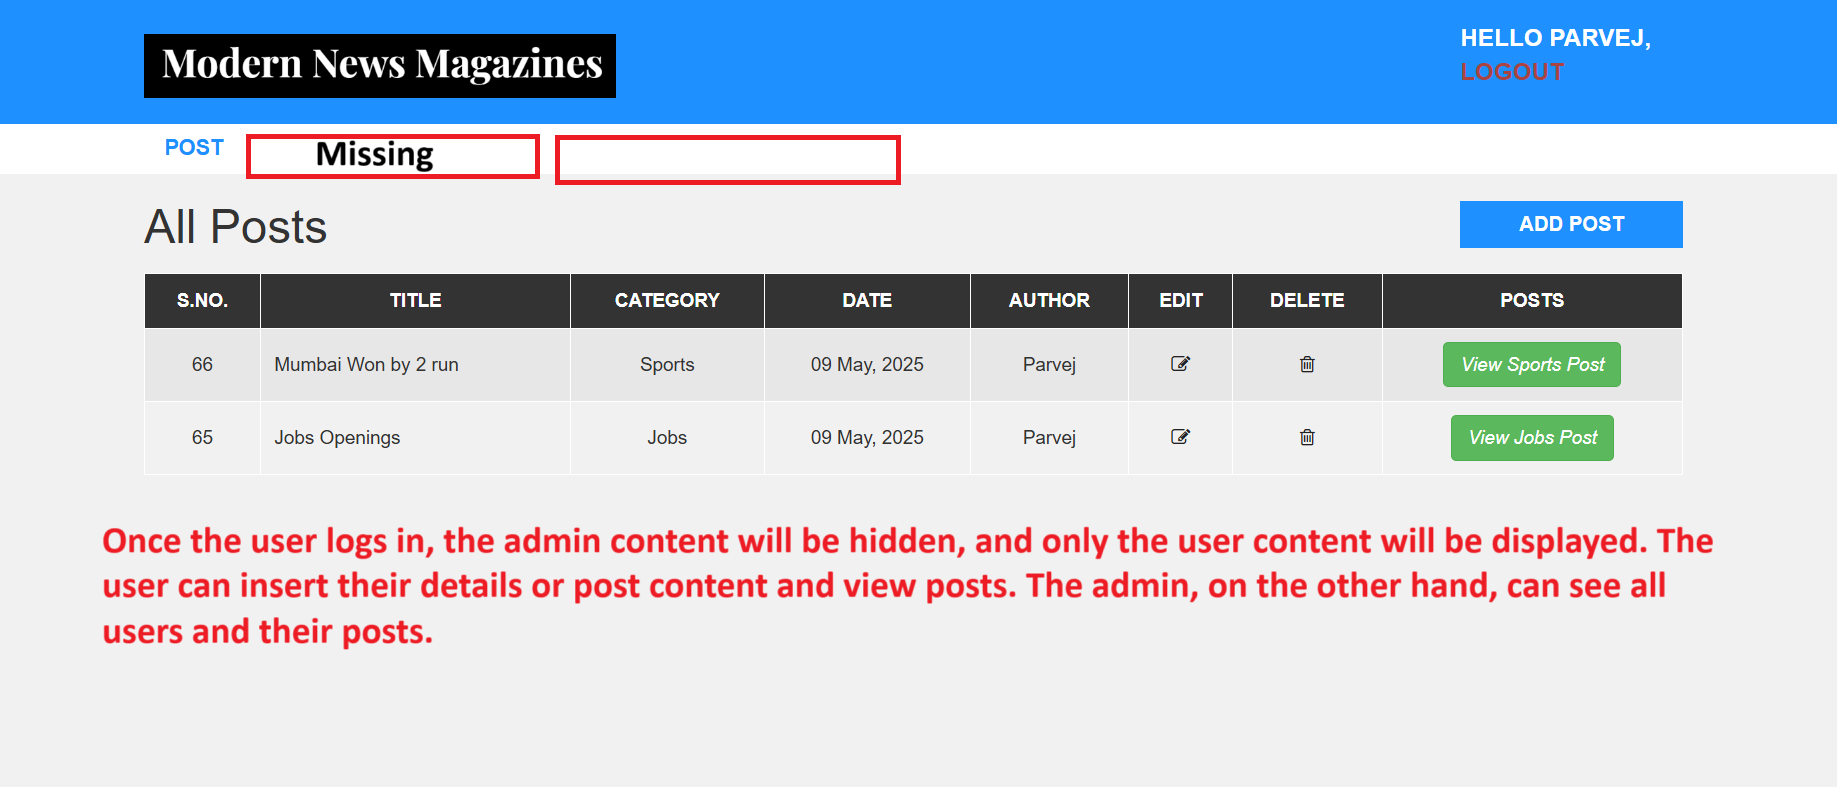 Modern News Magazines
HELLO PARVEJ,
LOGOUT
POST
Missing
All Posts
ADD POST
S.NO. TITLE CATEGORY DATE AUTHOR EDIT DELETE POSTS
66 Mumbai Won by 2 run Sports 09 May, 2025 Parvej View Sports Post
65 Jobs Openings Jobs 09 May, 2025 Parvej View Jobs Post
Once the user logs in, the admin content will be hidden, and only the user content will be displayed. The
user can insert their details or post content and view posts. The admin, on the other hand, can see all
users and their posts.